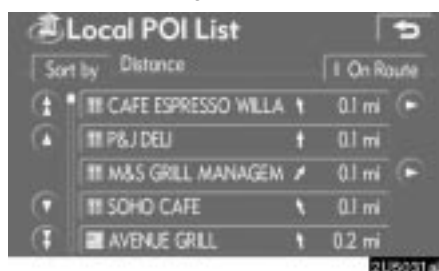 Local POI List
Sort by Distance On Route
CAFE ESPRESSO WILLA 0.1 mi
P&J DELI 0.1 mi
M&S GRILL MANAGEM 0.1 mi
SOHO CAFE 0.1 mi
AVENUE GRILL 0.2 mi